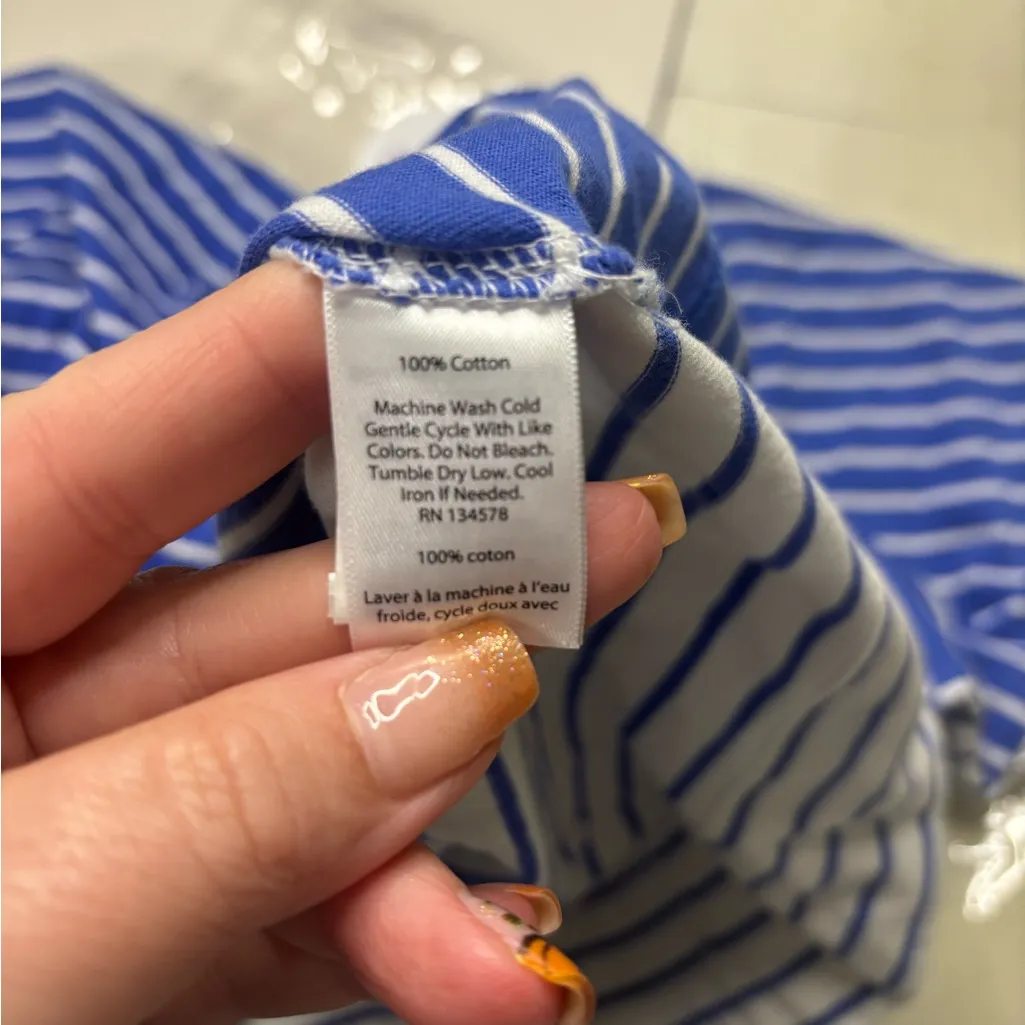 100% Cotton
Machine Wash Cold
Gentle Cycle With Like
Colors. Do Not Bleach.
Tumble Dry Low. Cool
Iron If Needed.
RN 134578
100% coton
Laver à la machine à l'eau
froide, cycle doux avec